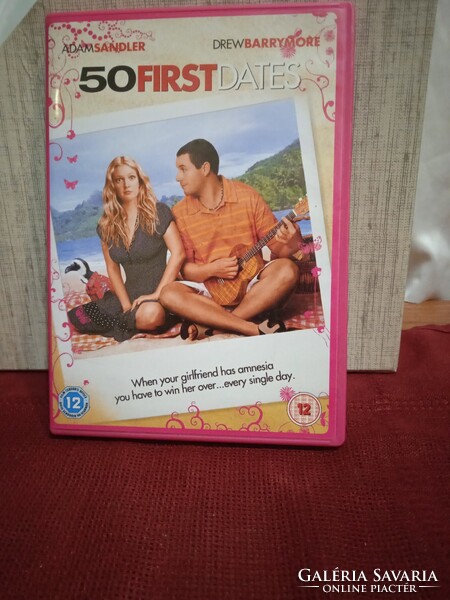 ADAM SANDLER DREW BARRYMORE
50 FIRST DATES
When your girlfriend has amnesia
you have to win her over...every single day.
12
12
GALÉRIA SAVARIA
ONLINE PIACTÉR